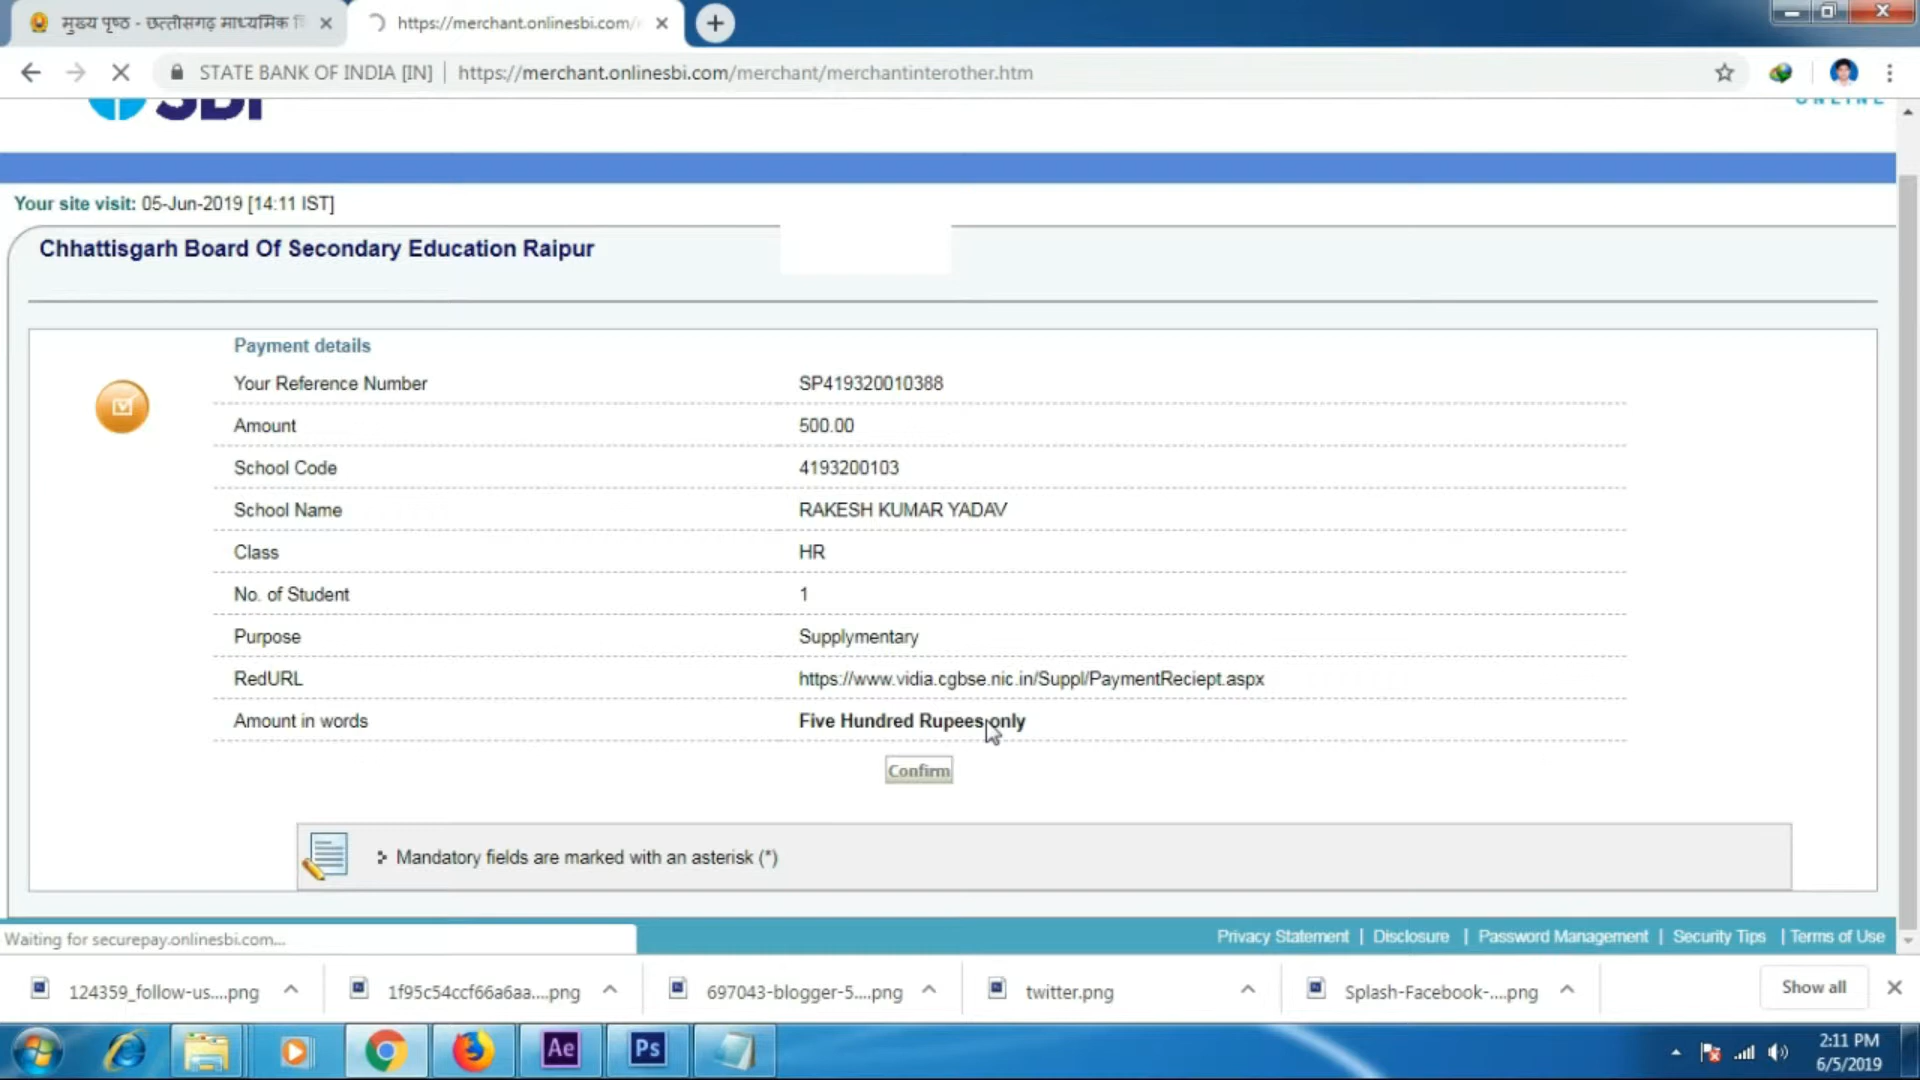 मुख्य पृष्ठ - छत्तीसगढ़ माध्यमिक
https://merchant.onlinesbi.com/
STATE BANK OF INDIA [IN] | https://merchant.onlinesbi.com/merchant/merchantinterother.htm
SBI
ONLINE
Your site visit: 05-Jun-2019 [14:11 IST]
Chhattisgarh Board Of Secondary Education Raipur
Payment details
Your Reference Number SP419320010388
Amount 500.00
School Code 4193200103
School Name RAKESH KUMAR YADAV
Class HR
No. of Student 1
Purpose Supplymentary
RedURL https://www.vidia.cgbse.nic.in/Suppl/PaymentReciept.aspx
Amount in words Five Hundred Rupees only
Confirm
Mandatory fields are marked with an asterisk (*)
Waiting for securepay.onlinesbi.com...
Privacy Statement | Disclosure | Password Management | Security Tips | Terms of Use
124359_follow-us....png
1f95c54ccf66a6aa....png
697043-blogger-5....png
twitter.png
Splash-Facebook-....png
Show all
Ae
Ps
2:11 PM
6/5/2019